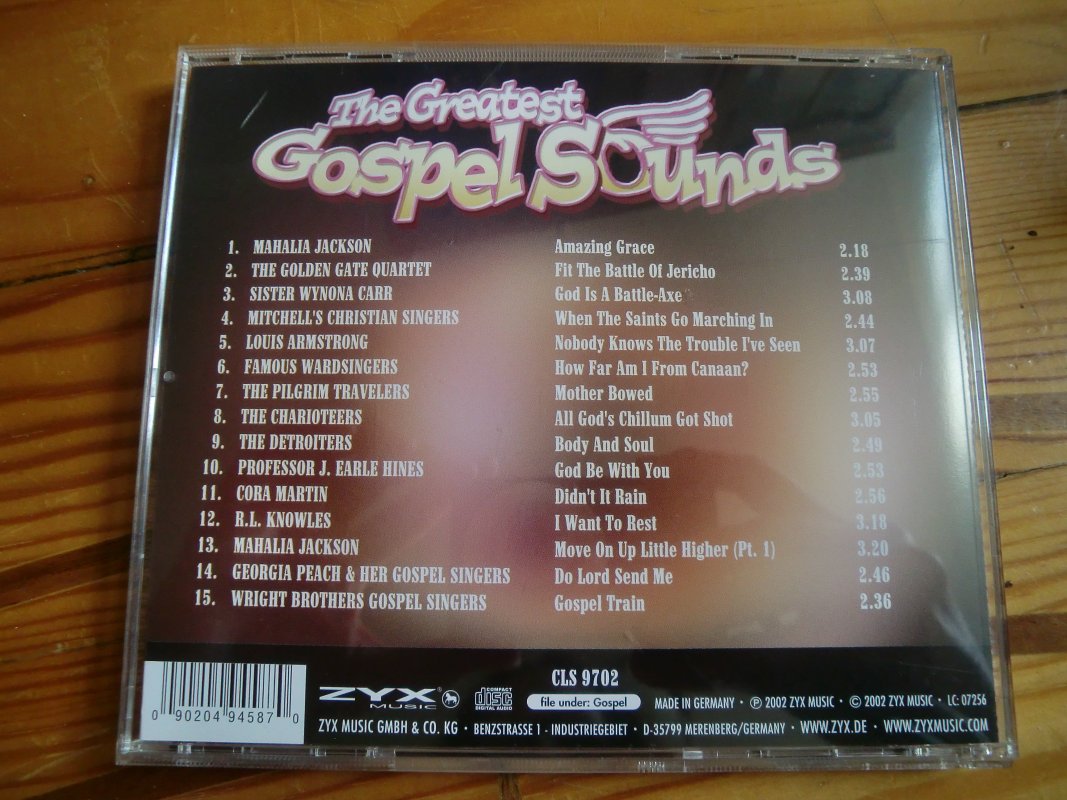 The Greatest
Gospel Sounds
1. MAHALIA JACKSON Amazing Grace 2.18
2. THE GOLDEN GATE QUARTET Fit The Battle Of Jericho 2.39
3. SISTER WYNONA CARR God Is A Battle-Axe 3.08
4. MITCHELL'S CHRISTIAN SINGERS When The Saints Go Marching In 2.44
5. LOUIS ARMSTRONG Nobody Knows The Trouble I've Seen 3.07
6. FAMOUS WARDSINGERS How Far Am I From Canaan? 2.53
7. THE PILGRIM TRAVELERS Mother Bowed 2.55
8. THE CHARIOTEERS All God's Chillum Got Shot 3.05
9. THE DETROITERS Body And Soul 2.49
10. PROFESSOR J. EARLE HINES God Be With You 2.53
11. CORA MARTIN Didn't It Rain 2.56
12. R.L. KNOWLES I Want To Rest 3.18
13. MAHALIA JACKSON Move On Up Little Higher (Pt. 1) 3.20
14. GEORGIA PEACH & HER GOSPEL SINGERS Do Lord Send Me 2.46
15. WRIGHT BROTHERS GOSPEL SINGERS Gospel Train 2.36
CLS 9702
0 90204 94587 0
ZYX® MUSIC COMPACT disc DIGITAL AUDIO file under: Gospel MADE IN GERMANY · ℗ 2002 ZYX MUSIC · © 2002 ZYX MUSIC · LC: 07256
ZYX MUSIC GMBH & CO. KG · BENZSTRASSE 1 · INDUSTRIEGEBIET · D-35799 MERENBERG/GERMANY · WWW.ZYX.DE · WWW.ZYXMUSIC.COM